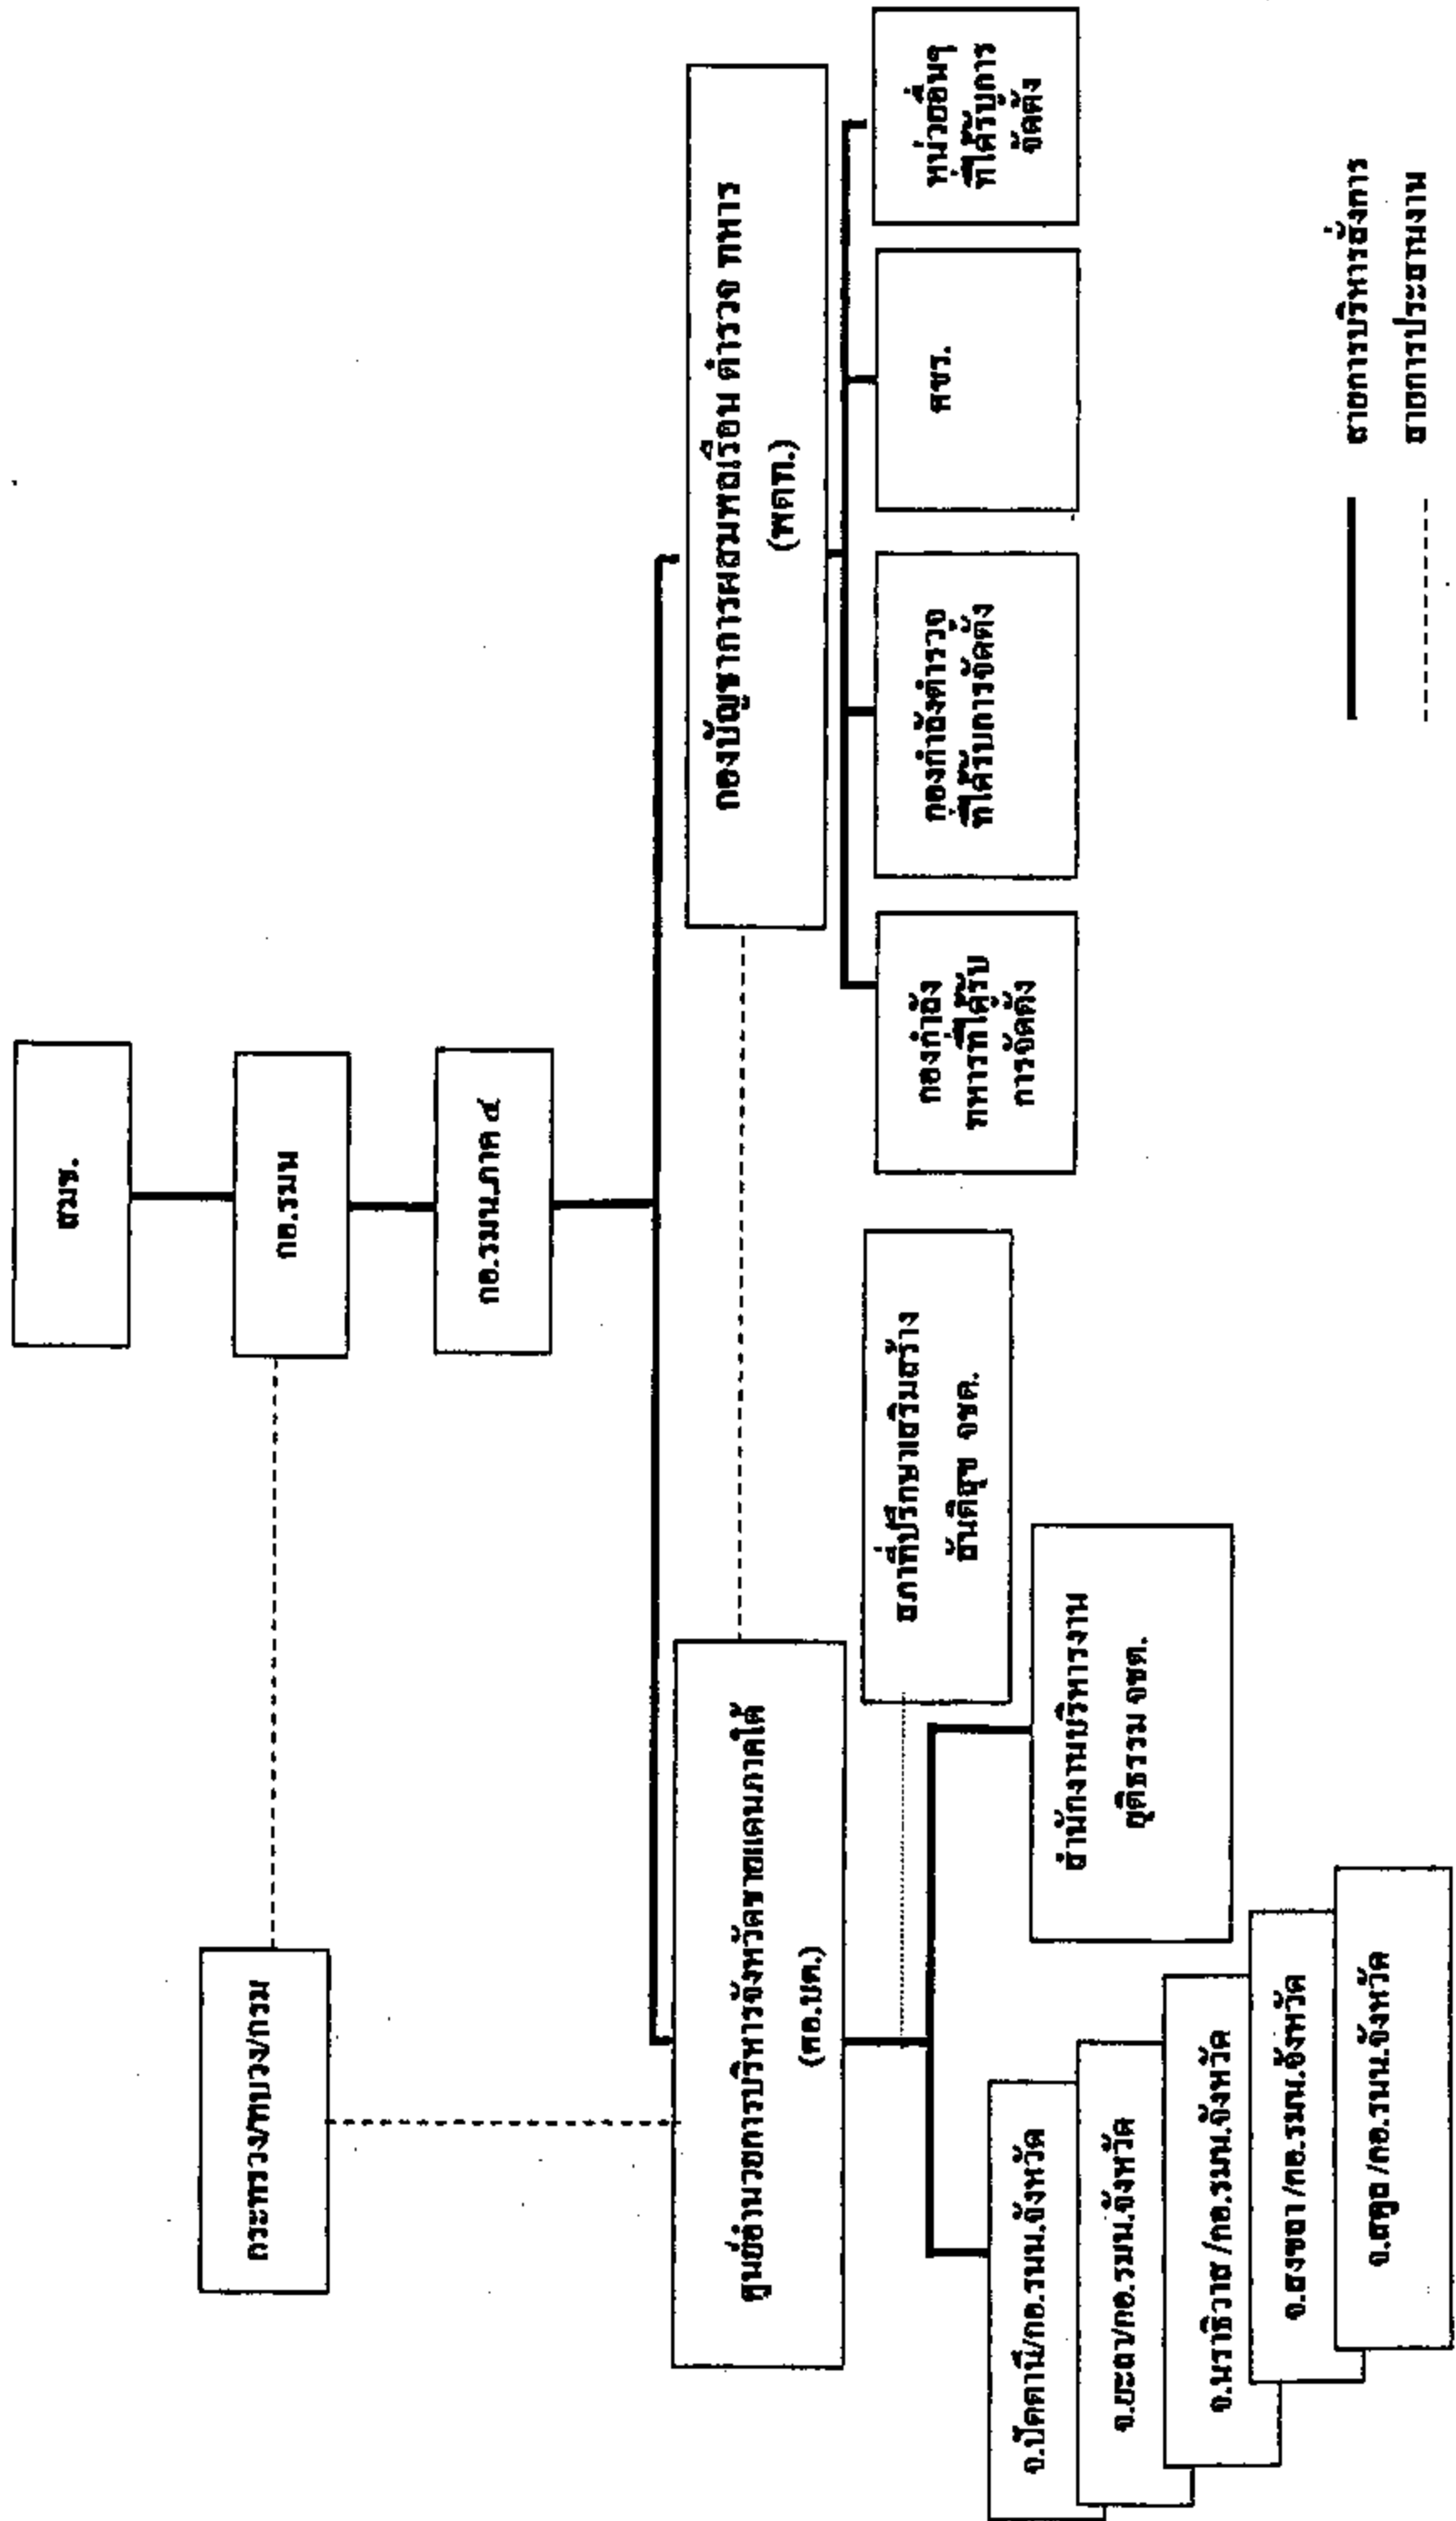 สมช.
กอ.รมน
กอ.รมน.ภาค ๔
กระทรวง/ทบวง/กรม
ศูนย์อำนวยการบริหารจังหวัดชายแดนภาคใต้
(ศอ.บต.)
กองบัญชาการผสมพลเรือน ตำรวจ ทหาร
(พตท.)
สภาที่ปรึกษาเสริมสร้าง
สันติสุข จชต.
สำนักงานบริหารงาน
ยุติธรรม จชต.
จ.ปัตตานี/กอ.รมน.จังหวัด
จ.ยะลา/กอ.รมน.จังหวัด
จ.นราธิวาส /กอ.รมน.จังหวัด
จ.สงขลา /กอ.รมน.จังหวัด
จ.สตูล /กอ.รมน.จังหวัด
กองกำลัง
ทหารที่ได้รับ
การจัดตั้ง
กองกำลังตำรวจ
ที่ได้รับการจัดตั้ง
ศขร.
หน่วยอื่นๆ
ที่ได้รับการ
จัดตั้ง
สายการบริหารสั่งการ
สายการประสานงาน